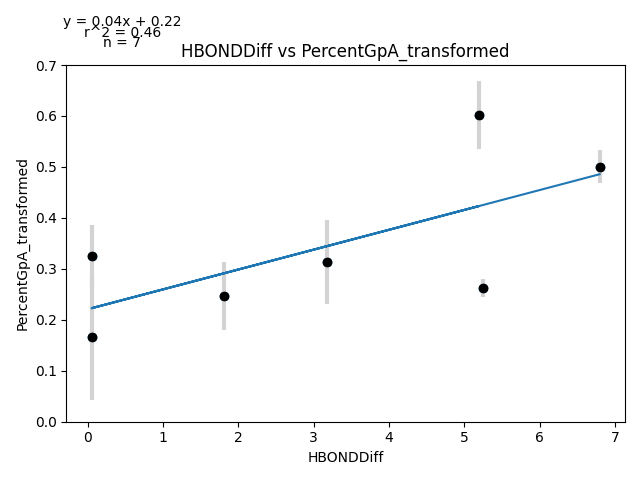 y = 0.04x + 0.22
r^2 = 0.46
n = 7
HBONDDiff vs PercentGpA_transformed
0.7
0.6
0.5
0.4
0.3
0.2
0.1
0.0
PercentGpA_transformed
0 1 2 3 4 5 6 7
HBONDDiff